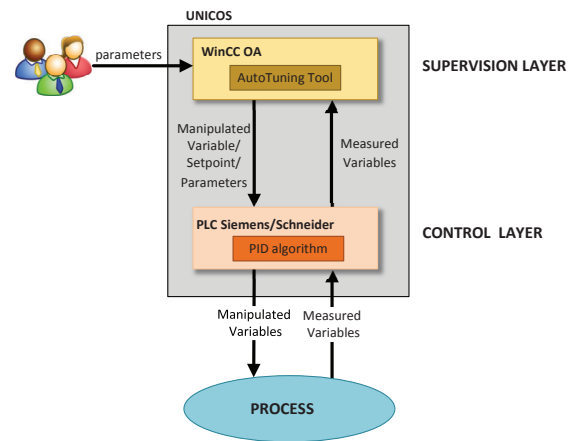 UNICOS
WinCC OA
AutoTuning Tool
SUPERVISION LAYER
parameters
Manipulated
Variable/
Setpoint/
Parameters
Measured
Variables
PLC Siemens/Schneider
PID algorithm
CONTROL LAYER
Manipulated
Variables
Measured
Variables
PROCESS